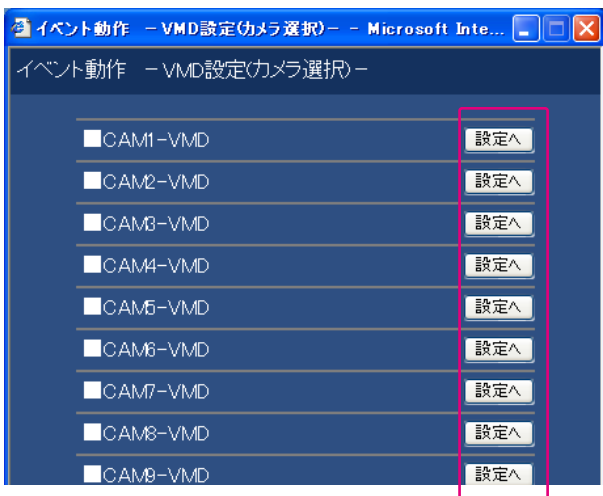 イベント動作 －VMD設定(カメラ選択)－ - Microsoft Inte...
イベント動作 －VMD設定(カメラ選択)－
■CAM1-VMD 設定へ
■CAM2-VMD 設定へ
■CAM3-VMD 設定へ
■CAM4-VMD 設定へ
■CAM5-VMD 設定へ
■CAM6-VMD 設定へ
■CAM7-VMD 設定へ
■CAM8-VMD 設定へ
■CAM9-VMD 設定へ